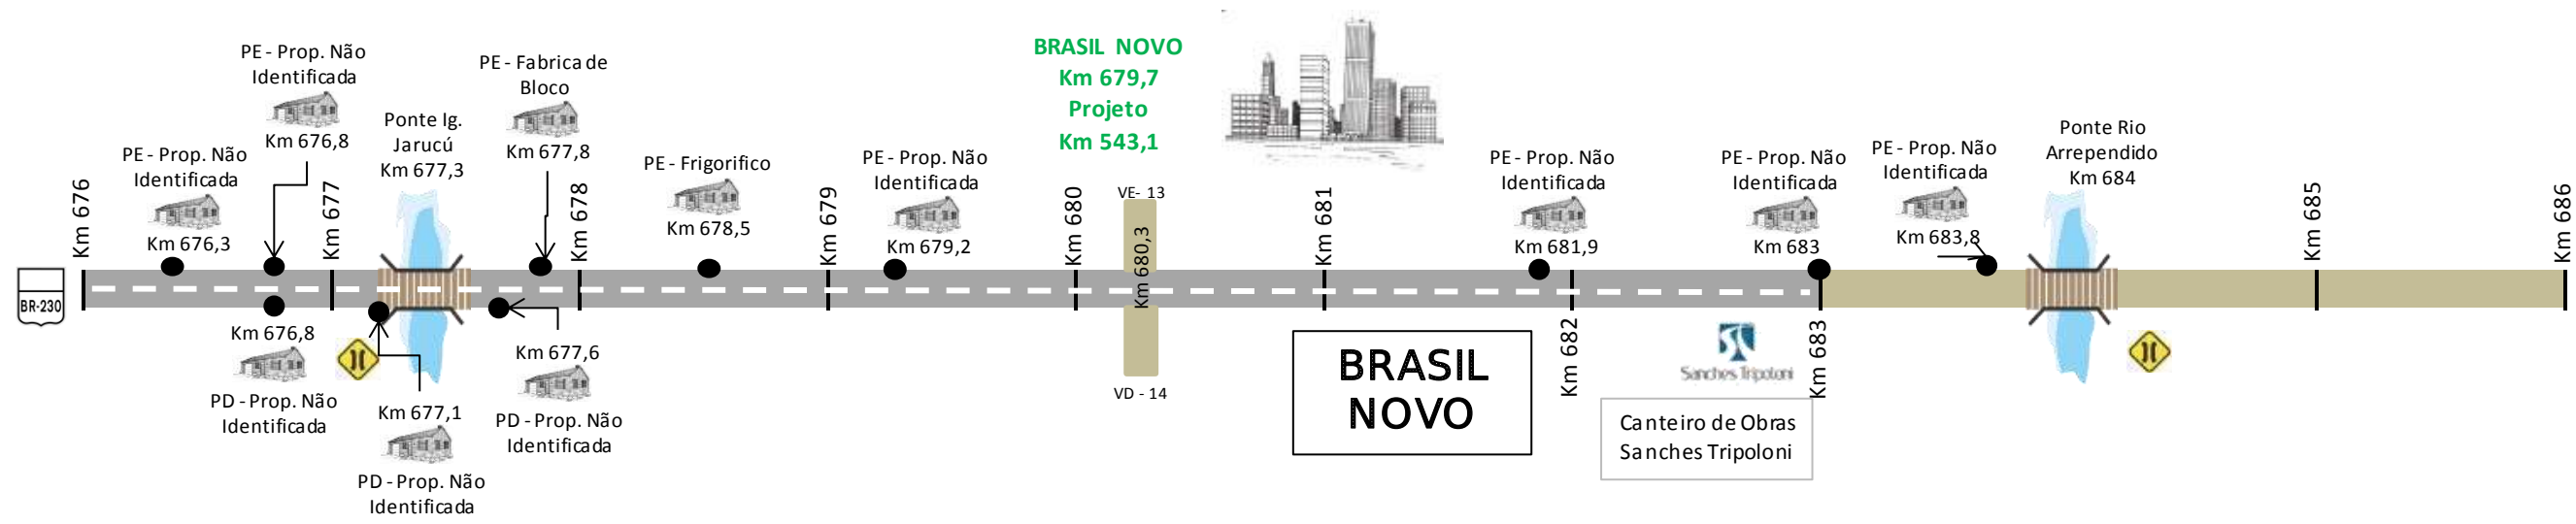 BR-230
Km 676
PE - Prop. Não
Identificada
Km 676,3
PE - Prop. Não
Identificada
Km 676,8
Km 676,8
PD - Prop. Não
Identificada
Km 677
Ponte Ig.
Jarucú
Km 677,3
Km 677,1
PD - Prop. Não
Identificada
PE - Fabrica de
Bloco
Km 677,8
Km 677,6
PD - Prop. Não
Identificada
Km 678
PE - Frigorifico
Km 678,5
Km 679
PE - Prop. Não
Identificada
Km 679,2
BRASIL NOVO
Km 679,7
Projeto
Km 543,1
Km 680
VE- 13
Km 680,3
VD - 14
Km 681
BRASIL
NOVO
PE - Prop. Não
Identificada
Km 681,9
Km 682
Sanches Tripoloni
Canteiro de Obras
Sanches Tripoloni
PE - Prop. Não
Identificada
Km 683
Km 683
PE - Prop. Não
Identificada
Km 683,8
Ponte Rio
Arrependido
Km 684
Km 685
Km 686